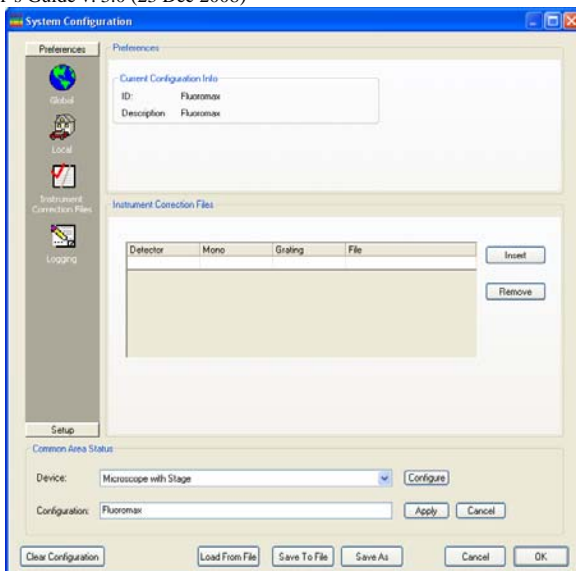 's Guide v. 3.0 (23 Dec 2008)
System Configuration
Preferences
Global
Local
Instrument
Correction Files
Logging
Setup
Preferences
Current Configuration Info
ID: Fluoromax
Description Fluoromax
Instrument Correction Files
Detector Mono Grating File
Insert
Remove
Common Area Status
Device: Microscope with Stage Configure
Configuration: Fluoromax Apply Cancel
Clear Configuration Load From File Save To File Save As Cancel OK